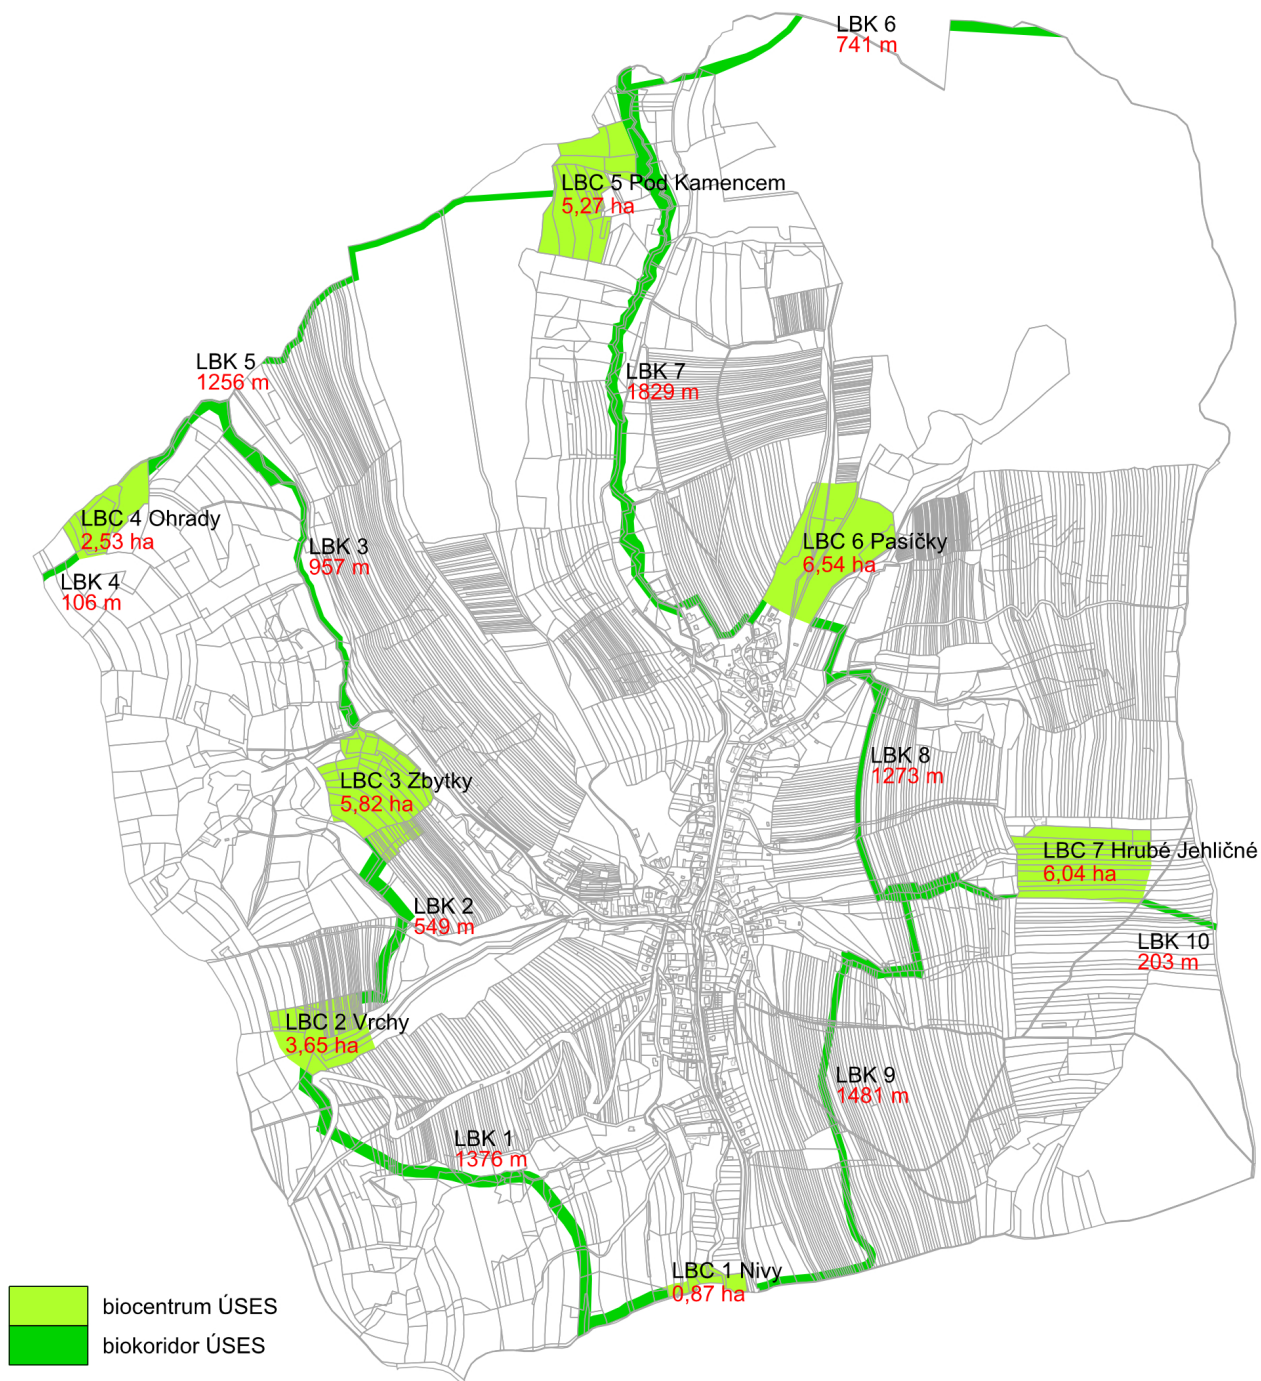 LBK 6
741 m
LBC 5 Pod Kamencem
5,27 ha
LBK 5
1256 m
LBK 7
1829 m
LBC 4 Ohrady
2,53 ha
LBK 3
957 m
LBC 6 Pasíčky
6,54 ha
LBK 4
106 m
LBK 8
1273 m
LBC 3 Zbytky
5,82 ha
LBC 7 Hrubé Jehličné
6,04 ha
LBK 2
549 m
LBK 10
203 m
LBC 2 Vrchy
3,65 ha
LBK 9
1481 m
LBK 1
1376 m
LBC 1 Nivy
0,87 ha
biocentrum ÚSES
biokoridor ÚSES